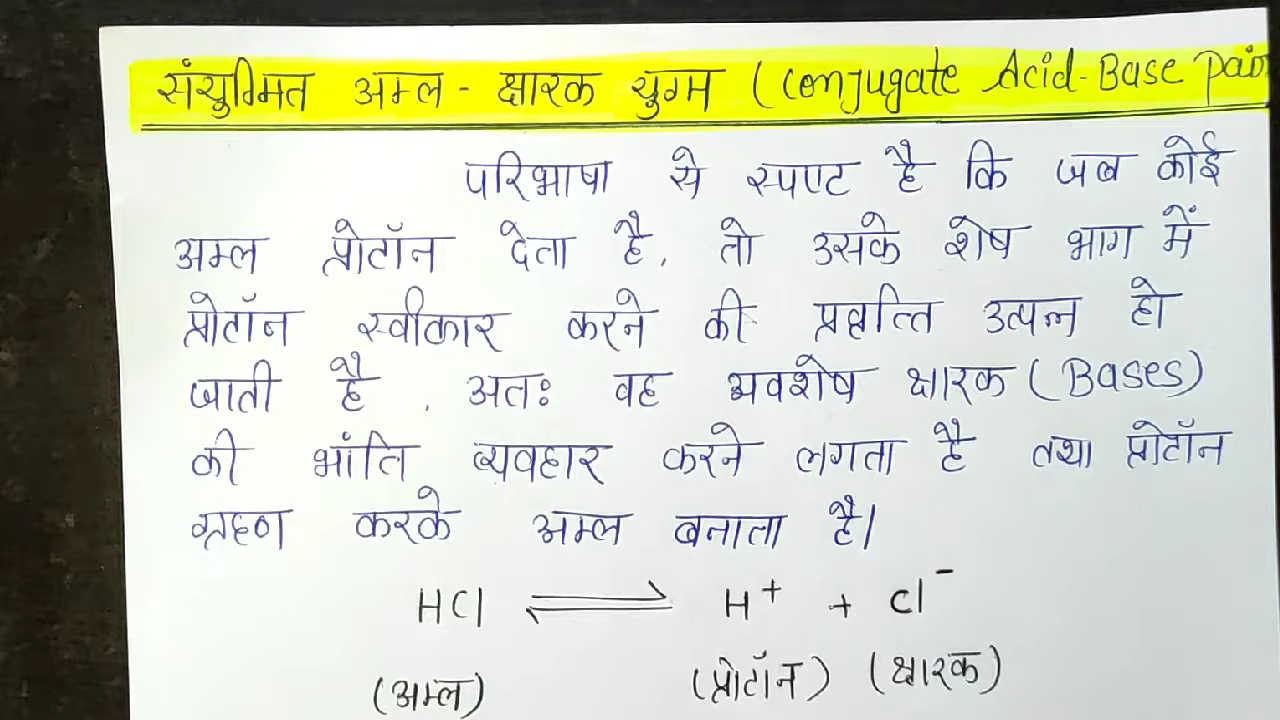 संयुग्मित अम्ल - क्षारक युग्म (Conjugate Acid-Base pair
परिभाषा से स्पष्ट है कि जब कोई
अम्ल प्रोटॉन देता है, तो उसके शेष भाग में
प्रोटॉन स्वीकार करने की प्रवृत्ति उत्पन्न हो
जाती है , अतः वह अवशेष क्षारक (Bases)
की भांति व्यवहार करने लगता है तथा प्रोटॉन
ग्रहण करके अम्ल बनाता है।
HCl ⇌ H⁺ + Cl⁻
(अम्ल) (प्रोटॉन) (क्षारक)